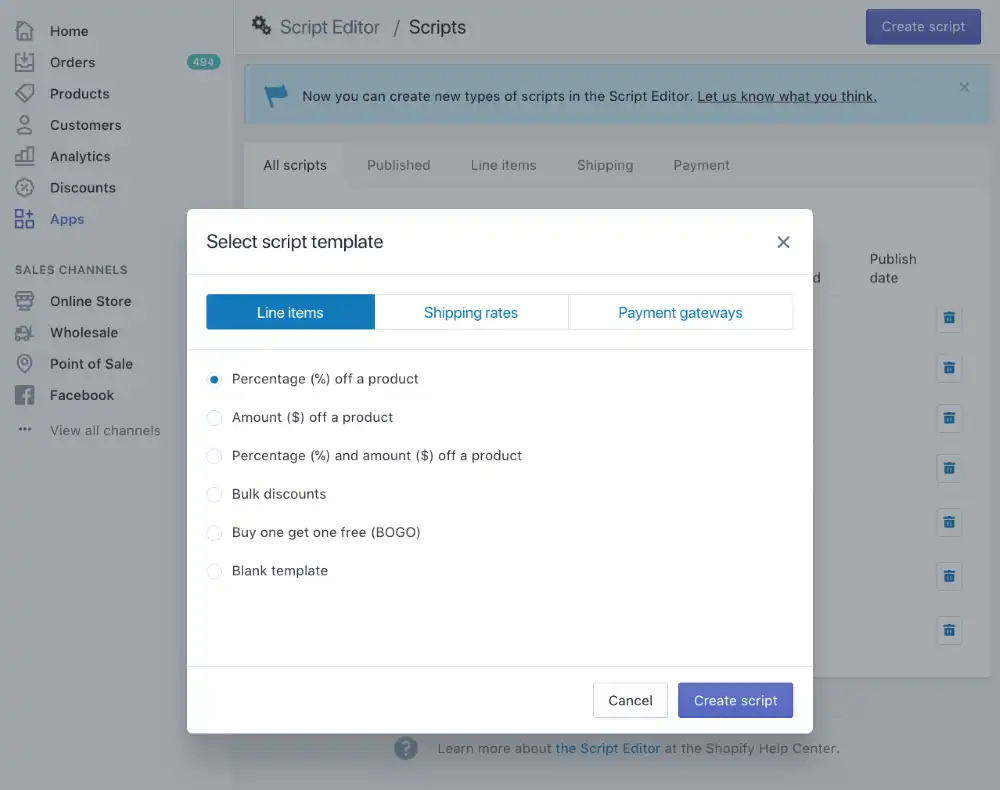 Home
Orders
494
Products
Customers
Analytics
Discounts
Apps
SALES CHANNELS
Online Store
Wholesale
Point of Sale
Facebook
View all channels
Script Editor / Scripts
Create script
Now you can create new types of scripts in the Script Editor. Let us know what you think.
All scripts
Published
Line items
Shipping
Payment
d
Publish
date
Select script template
Line items
Shipping rates
Payment gateways
Percentage (%) off a product
Amount ($) off a product
Percentage (%) and amount ($) off a product
Bulk discounts
Buy one get one free (BOGO)
Blank template
Cancel
Create script
Learn more about the Script Editor at the Shopify Help Center.